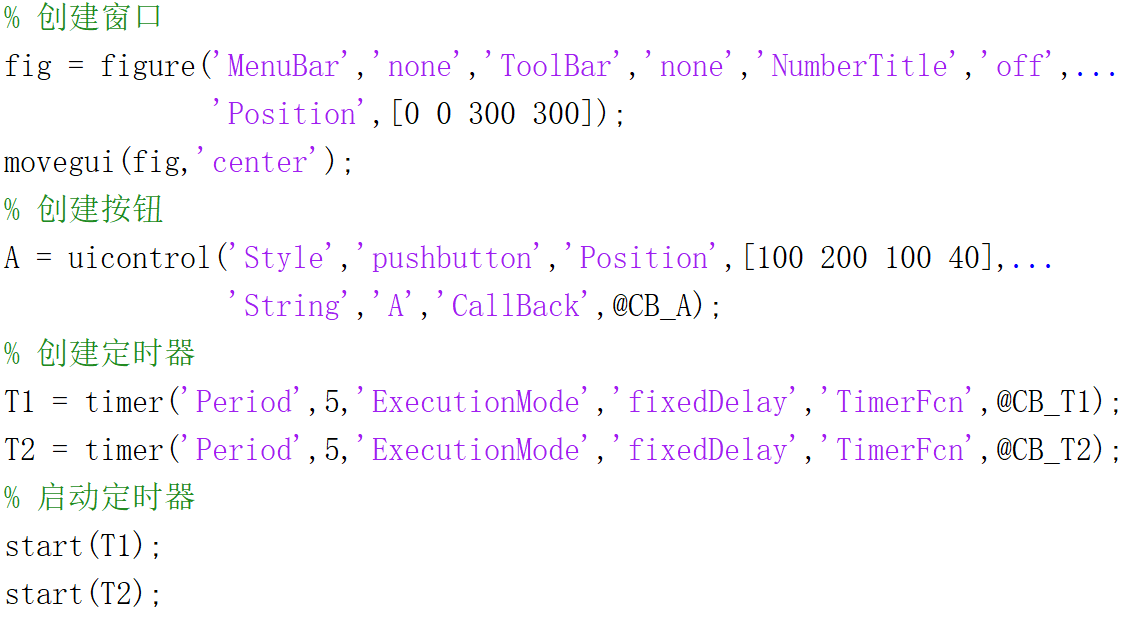 % 创建窗口
fig = figure('MenuBar','none','ToolBar','none','NumberTitle','off',...
'Position',[0 0 300 300]);
movegui(fig,'center');
% 创建按钮
A = uicontrol('Style','pushbutton','Position',[100 200 100 40],...
'String','A','CallBack',@CB_A);
% 创建定时器
T1 = timer('Period',5,'ExecutionMode','fixedDelay','TimerFcn',@CB_T1);
T2 = timer('Period',5,'ExecutionMode','fixedDelay','TimerFcn',@CB_T2);
% 启动定时器
start(T1);
start(T2);